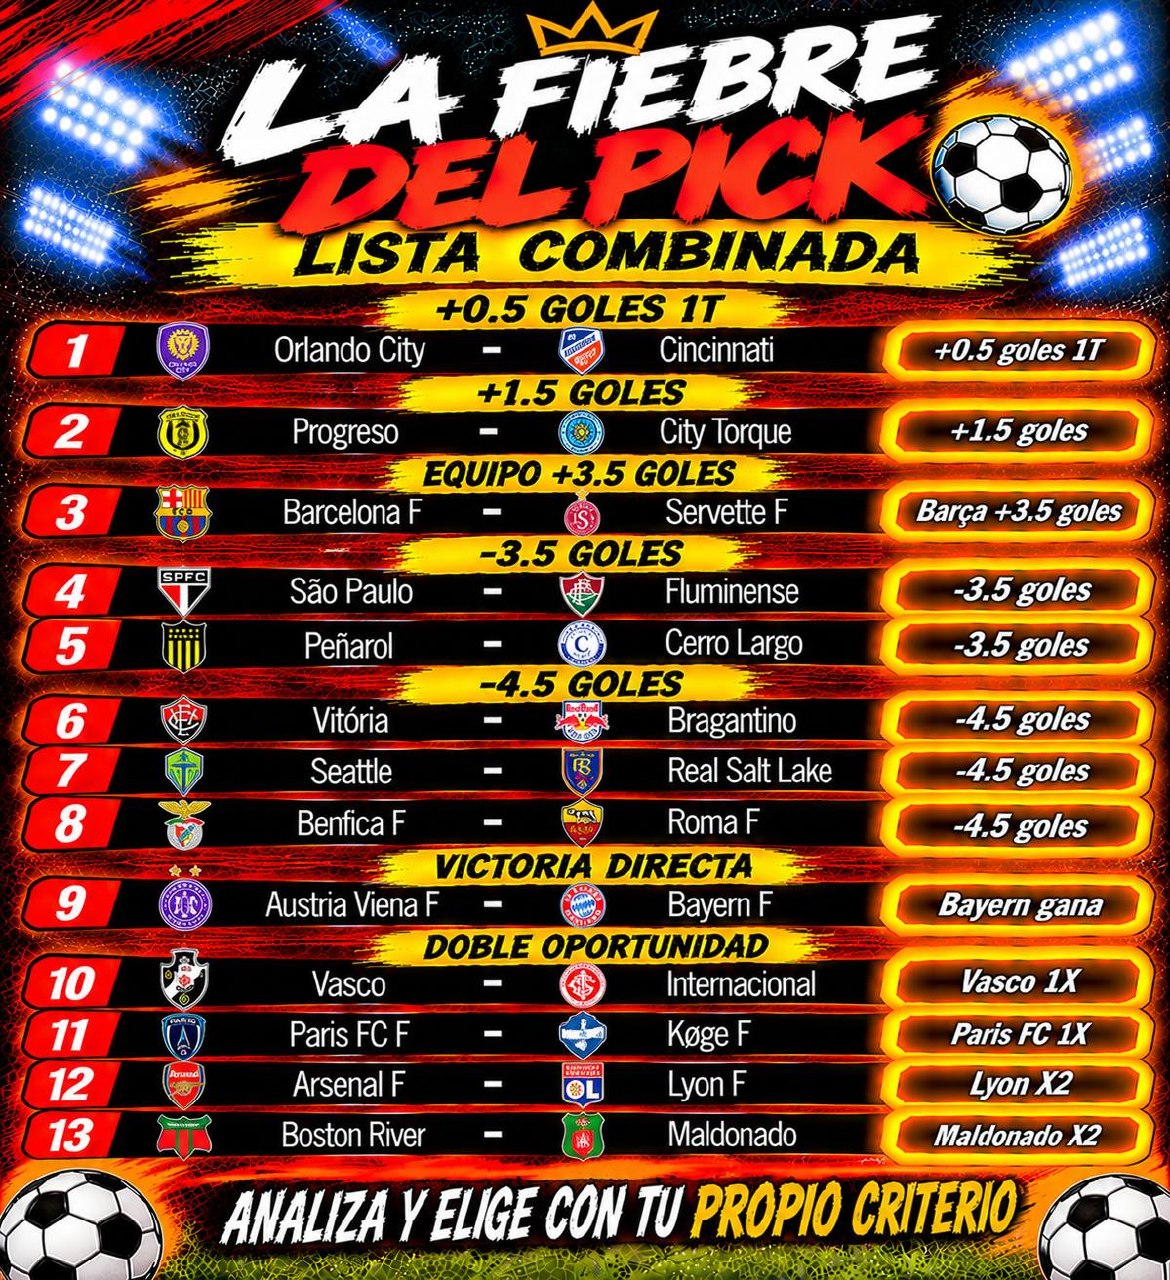 LA FIEBRE
DEL PICK
LISTA COMBINADA
+0.5 GOLES 1T
1 Orlando City - Cincinnati +0.5 goles 1T
+1.5 GOLES
2 Progreso - City Torque +1.5 goles
EQUIPO +3.5 GOLES
3 Barcelona F - Servette F Barça +3.5 goles
-3.5 GOLES
4 SPFC São Paulo - Fluminense -3.5 goles
5 Peñarol - Cerro Largo -3.5 goles
-4.5 GOLES
6 Vitória - Bragantino -4.5 goles
7 Seattle - Real Salt Lake -4.5 goles
8 Benfica F - Roma F -4.5 goles
VICTORIA DIRECTA
9 Austria Viena F - Bayern F Bayern gana
DOBLE OPORTUNIDAD
10 Vasco - Internacional Vasco 1X
11 Paris FC F - Køge F Paris FC 1X
12 Arsenal F - OL Lyon F Lyon X2
13 Boston River - Maldonado Maldonado X2
ANALIZA Y ELIGE CON TU PROPIO CRITERIO